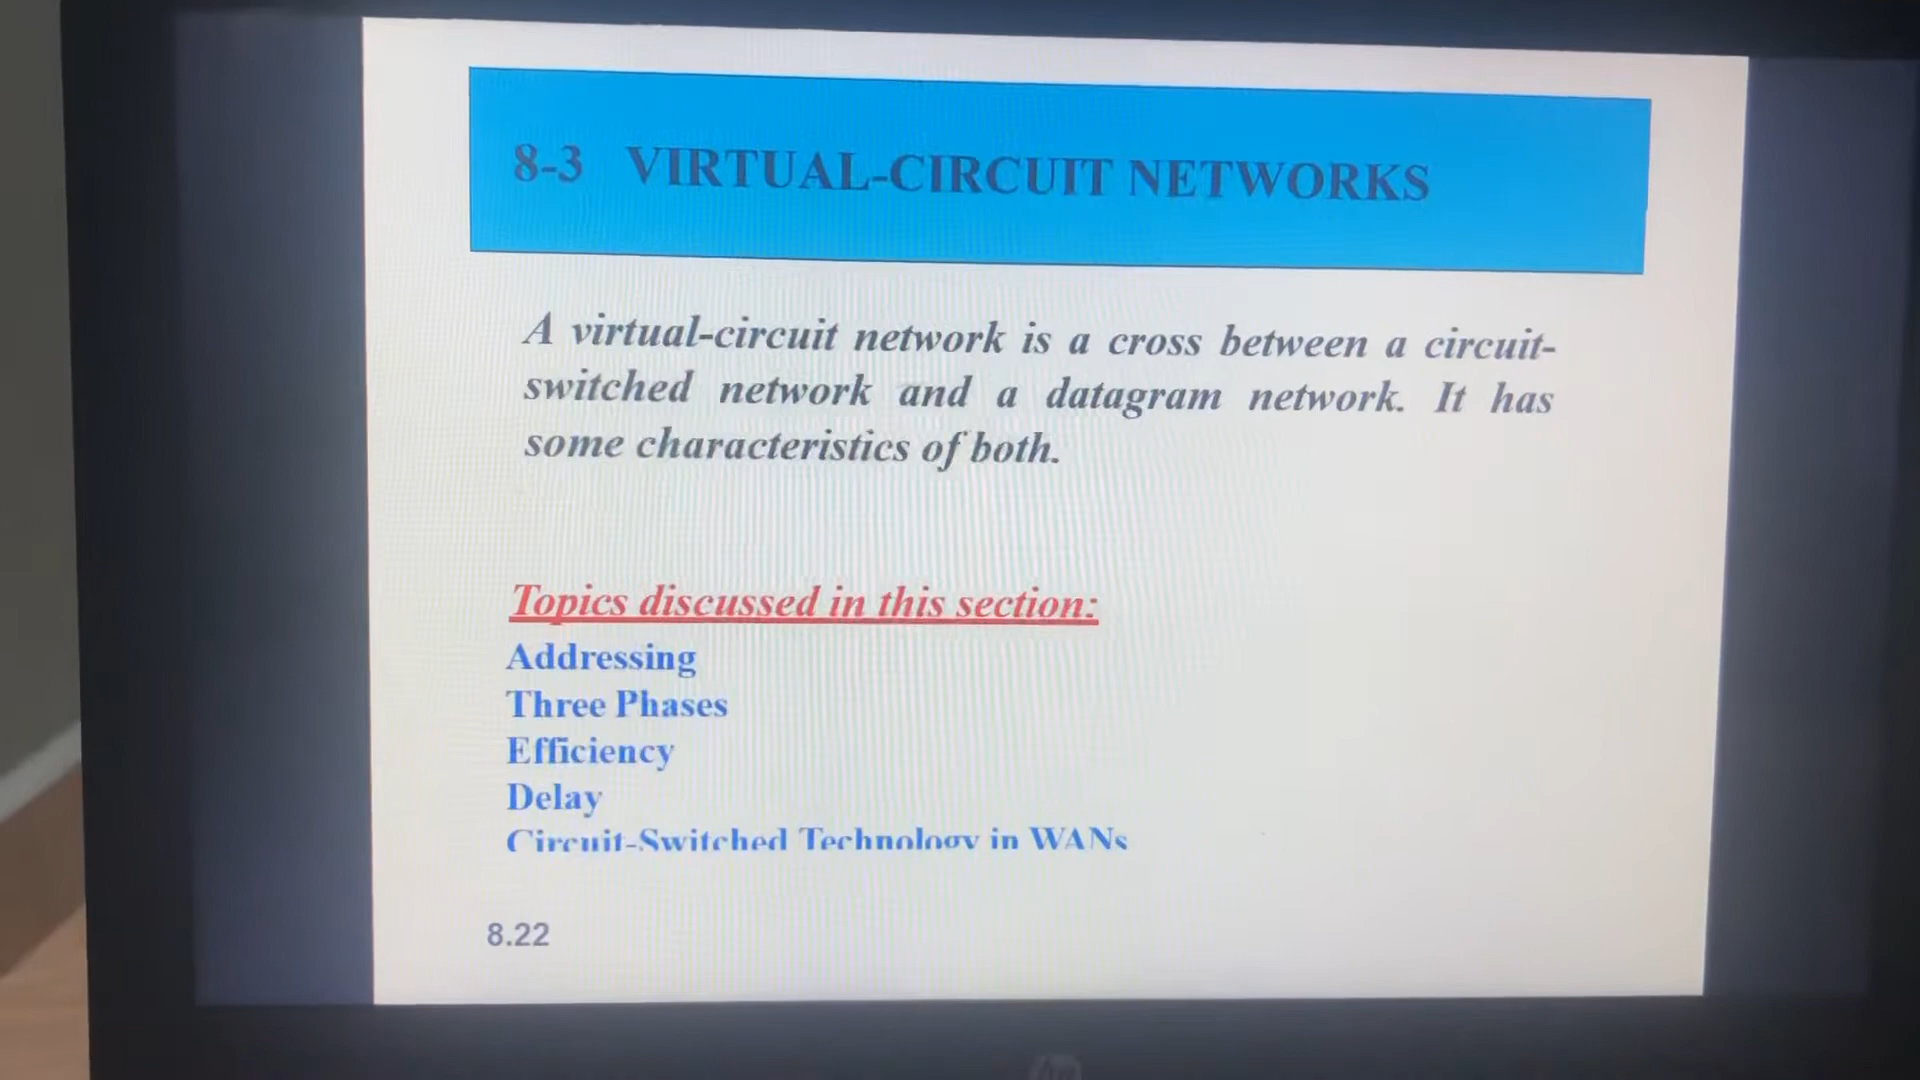 8-3 VIRTUAL-CIRCUIT NETWORKS
A virtual-circuit network is a cross between a circuit-
switched network and a datagram network. It has
some characteristics of both.
Topics discussed in this section:
Addressing
Three Phases
Efficiency
Delay
Circuit-Switched Technology in WANs
8.22
hp